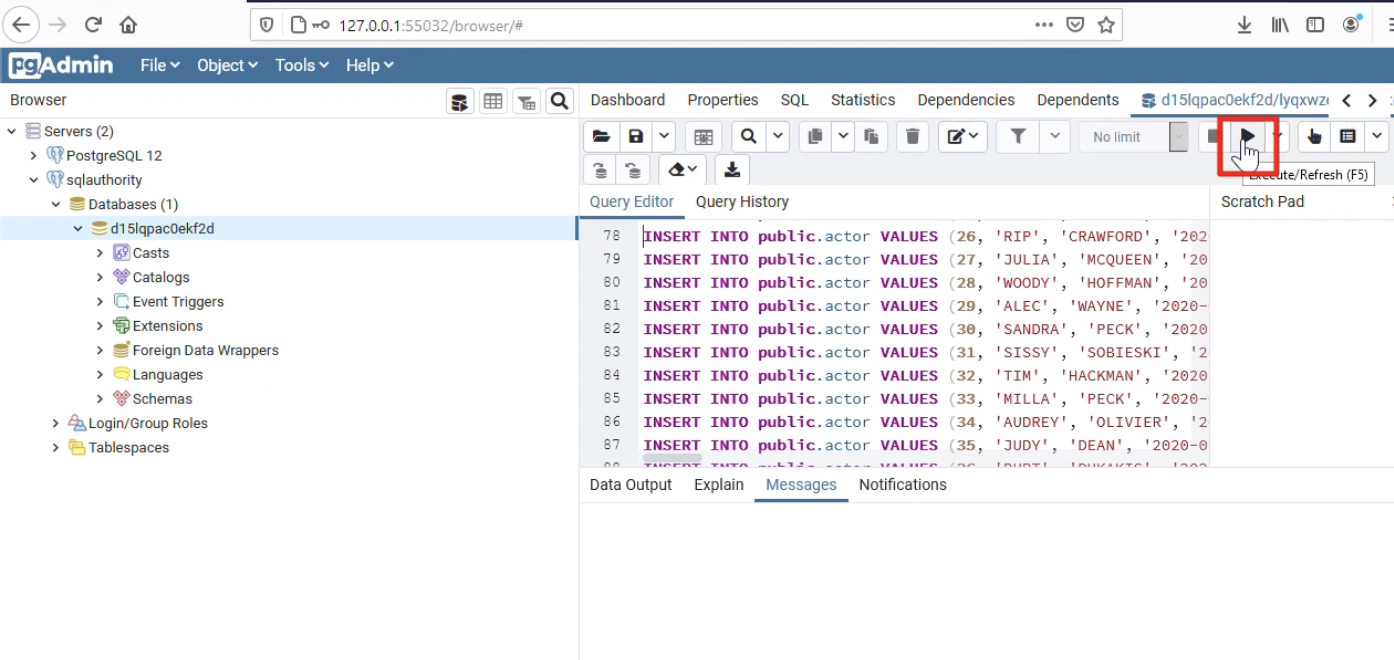 127.0.0.1:55032/browser/#
pgAdmin File Object Tools Help
Browser
Servers (2)
PostgreSQL 12
sqlauthority
Databases (1)
d15lqpac0ekf2d
Casts
Catalogs
Event Triggers
Extensions
Foreign Data Wrappers
Languages
Schemas
Login/Group Roles
Tablespaces
Dashboard Properties SQL Statistics Dependencies Dependents d15lqpac0ekf2d/lyqxwz
No limit
Execute/Refresh (F5)
Query Editor Query History
Scratch Pad
78 INSERT INTO public.actor VALUES (26, 'RIP', 'CRAWFORD', '202
79 INSERT INTO public.actor VALUES (27, 'JULIA', 'MCQUEEN', '20
80 INSERT INTO public.actor VALUES (28, 'WOODY', 'HOFFMAN', '20
81 INSERT INTO public.actor VALUES (29, 'ALEC', 'WAYNE', '2020-
82 INSERT INTO public.actor VALUES (30, 'SANDRA', 'PECK', '2020
83 INSERT INTO public.actor VALUES (31, 'SISSY', 'SOBIESKI', '2
84 INSERT INTO public.actor VALUES (32, 'TIM', 'HACKMAN', '2020
85 INSERT INTO public.actor VALUES (33, 'MILLA', 'PECK', '2020-
86 INSERT INTO public.actor VALUES (34, 'AUDREY', 'OLIVIER', '2
87 INSERT INTO public.actor VALUES (35, 'JUDY', 'DEAN', '2020-0
Data Output Explain Messages Notifications